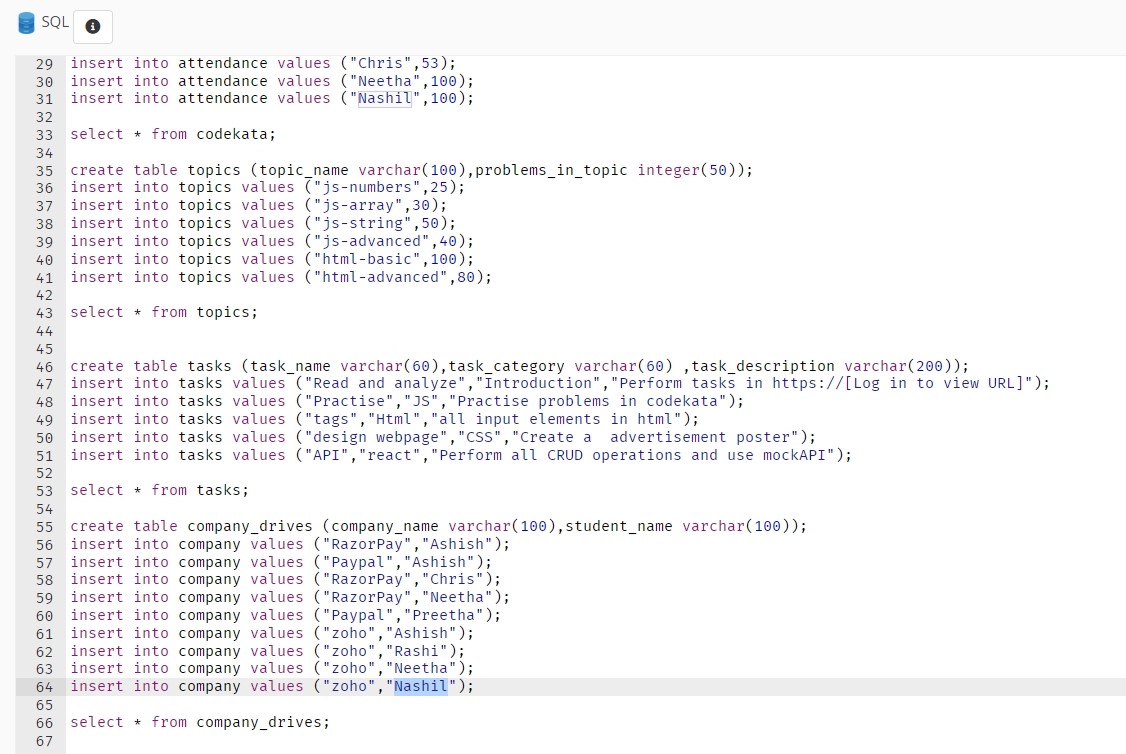 SQL
29 insert into attendance values ("Chris",53);
30 insert into attendance values ("Neetha",100);
31 insert into attendance values ("Nashil",100);
32
33 select * from codekata;
34
35 create table topics (topic_name varchar(100),problems_in_topic integer(50));
36 insert into topics values ("js-numbers",25);
37 insert into topics values ("js-array",30);
38 insert into topics values ("js-string",50);
39 insert into topics values ("js-advanced",40);
40 insert into topics values ("html-basic",100);
41 insert into topics values ("html-advanced",80);
42
43 select * from topics;
44
45
46 create table tasks (task_name varchar(60),task_category varchar(60) ,task_description varchar(200));
47 insert into tasks values ("Read and analyze","Introduction","Perform tasks in https://[Log in to view URL]");
48 insert into tasks values ("Practise","JS","Practise problems in codekata");
49 insert into tasks values ("tags","Html","all input elements in html");
50 insert into tasks values ("design webpage","CSS","Create a  advertisement poster");
51 insert into tasks values ("API","react","Perform all CRUD operations and use mockAPI");
52
53 select * from tasks;
54
55 create table company_drives (company_name varchar(100),student_name varchar(100));
56 insert into company values ("RazorPay","Ashish");
57 insert into company values ("Paypal","Ashish");
58 insert into company values ("RazorPay","Chris");
59 insert into company values ("RazorPay","Neetha");
60 insert into company values ("Paypal","Preetha");
61 insert into company values ("zoho","Ashish");
62 insert into company values ("zoho","Rashi");
63 insert into company values ("zoho","Neetha");
64 insert into company values ("zoho","Nashil");
65
66 select * from company_drives;
67